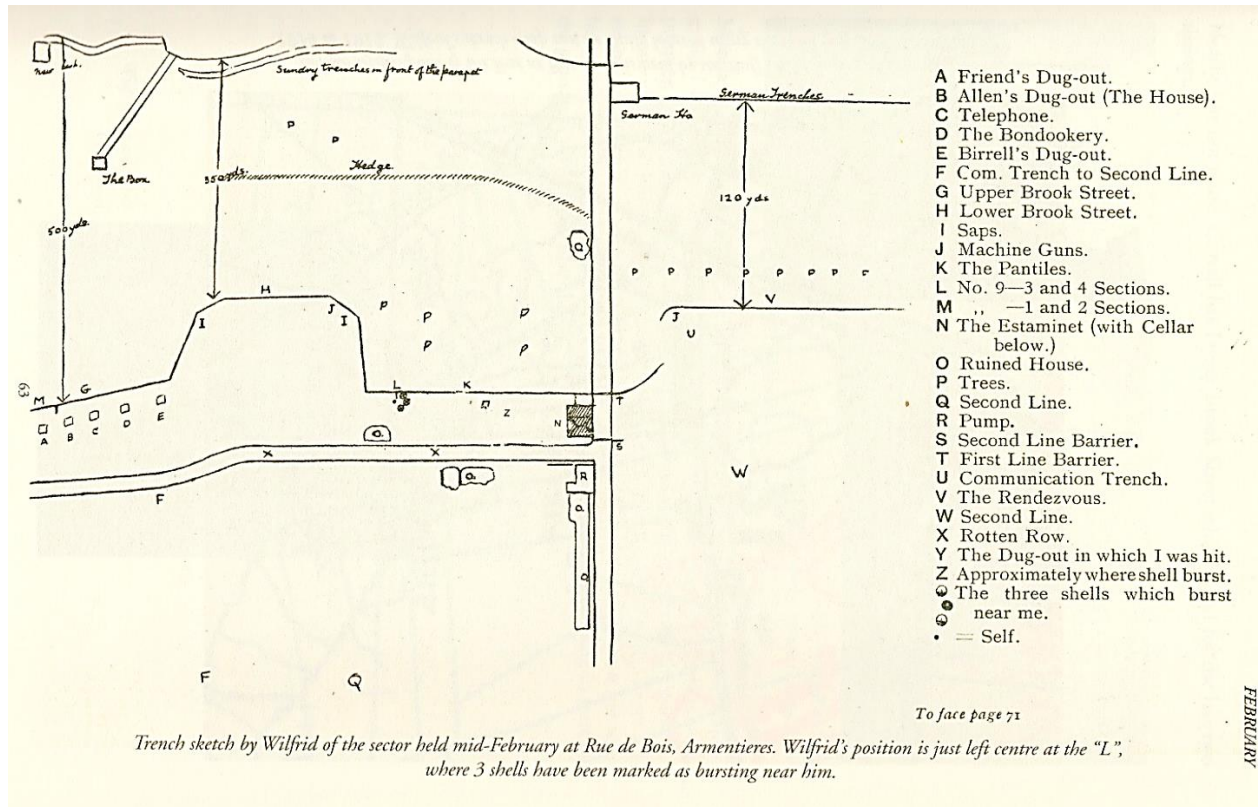 Sundry trenches in front of the parapet
German Trenches
German Ho
The Box
Hedge
350 yds.
500 yds.
120 yds
P
P
O
P P P P P P P
H
I
J
I
P
P
P
P
P
J
V
U
63
M
G
L
K
T
A
B
C
D
E
Z
N
O
S
X
X
F
O
R
W
O
O
F
Q
A Friend's Dug-out.
B Allen's Dug-out (The House).
C Telephone.
D The Bondookery.
E Birrell's Dug-out.
F Com. Trench to Second Line.
G Upper Brook Street.
H Lower Brook Street.
I Saps.
J Machine Guns.
K The Pantiles.
L No. 9—3 and 4 Sections.
M ,, —1 and 2 Sections.
N The Estaminet (with Cellar
below.)
O Ruined House.
P Trees.
Q Second Line.
R Pump.
S Second Line Barrier.
T First Line Barrier.
U Communication Trench.
V The Rendezvous.
W Second Line.
X Rotten Row.
Y The Dug-out in which I was hit.
Z Approximately where shell burst.
The three shells which burst
near me.
• = Self.
To face page 71
FEBRUARY
Trench sketch by Wilfrid of the sector held mid-February at Rue de Bois, Armentieres. Wilfrid's position is just left centre at the "L",
where 3 shells have been marked as bursting near him.